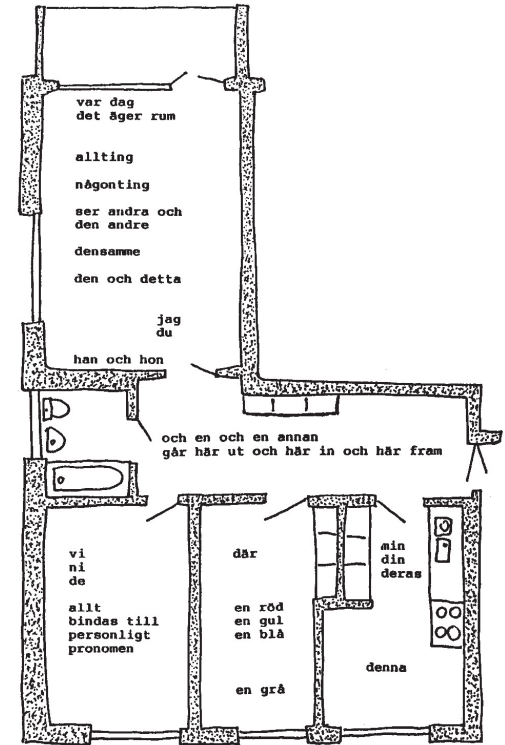 var dag
det äger rum
allting
någonting
ser andra och
den andre
densamme
den och detta
jag
du
han och hon
och en och en annan
går här ut och här in och här fram
vi
ni
de
allt
bindas till
personligt
pronomen
där
en röd
en gul
en blå
en grå
min
din
deras
denna